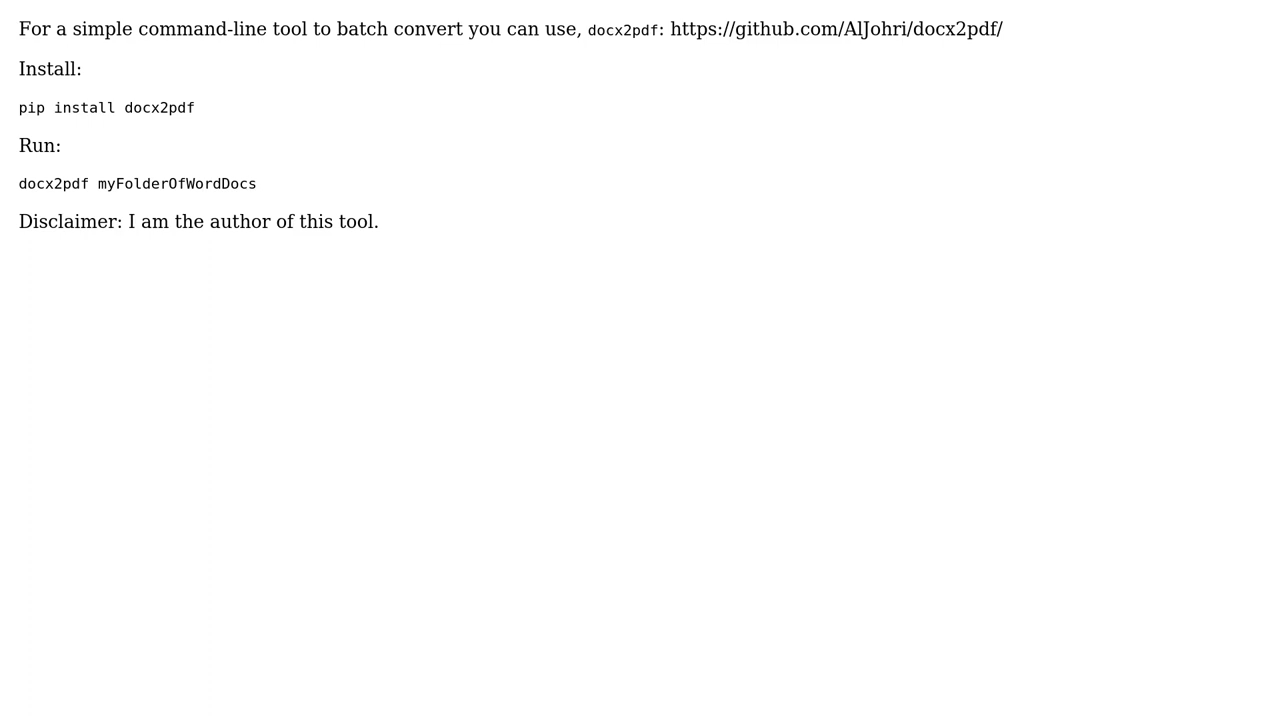 For a simple command-line tool to batch convert you can use, docx2pdf: https://github.com/AlJohri/docx2pdf/
Install:
pip install docx2pdf
Run:
docx2pdf myFolderOfWordDocs
Disclaimer: I am the author of this tool.